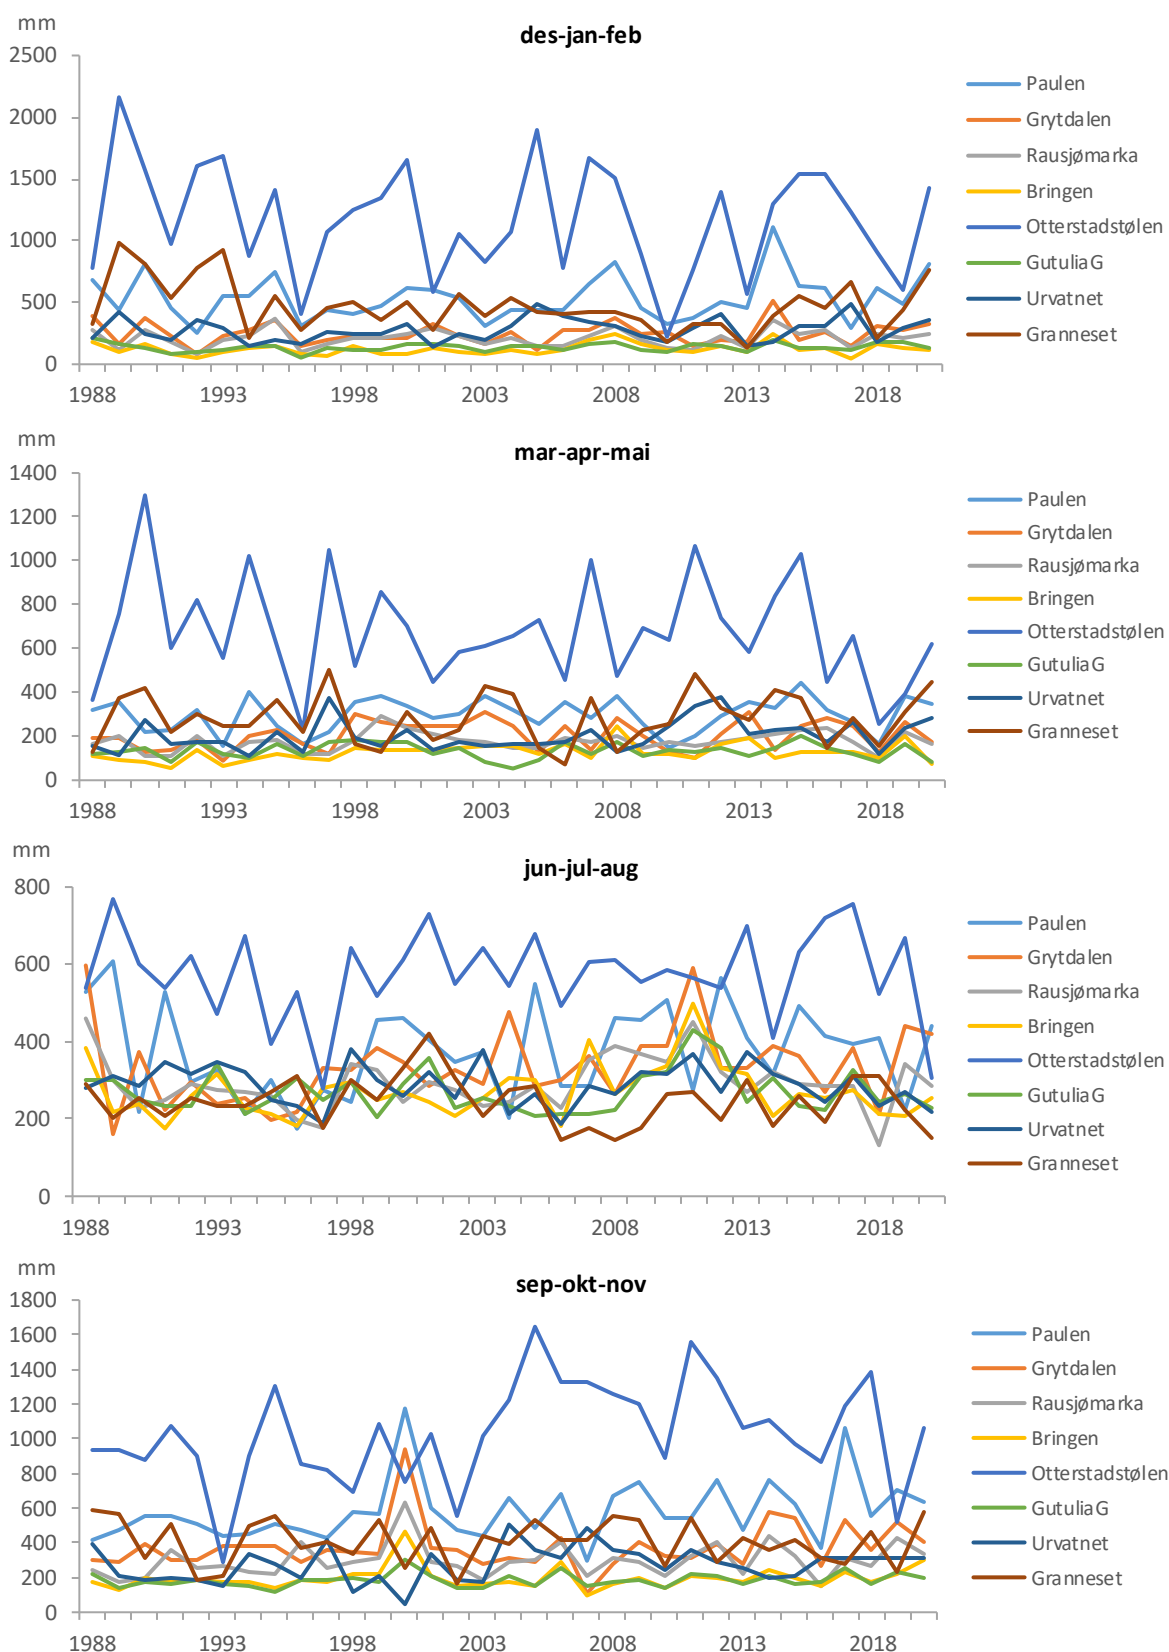 mm
des-jan-feb
2500
2000
1500
1000
500
0
1988 1993 1998 2003 2008 2013 2018
Paulen
Grytdalen
Rausjømarka
Bringen
Otterstadstølen
GutuliaG
Urvatnet
Granneset
mm
mar-apr-mai
1400
1200
1000
800
600
400
200
0
1988 1993 1998 2003 2008 2013 2018
Paulen
Grytdalen
Rausjømarka
Bringen
Otterstadstølen
GutuliaG
Urvatnet
Granneset
mm
jun-jul-aug
800
600
400
200
0
1988 1993 1998 2003 2008 2013 2018
Paulen
Grytdalen
Rausjømarka
Bringen
Otterstadstølen
GutuliaG
Urvatnet
Granneset
mm
sep-okt-nov
1800
1600
1400
1200
1000
800
600
400
200
0
1988 1993 1998 2003 2008 2013 2018
Paulen
Grytdalen
Rausjømarka
Bringen
Otterstadstølen
GutuliaG
Urvatnet
Granneset